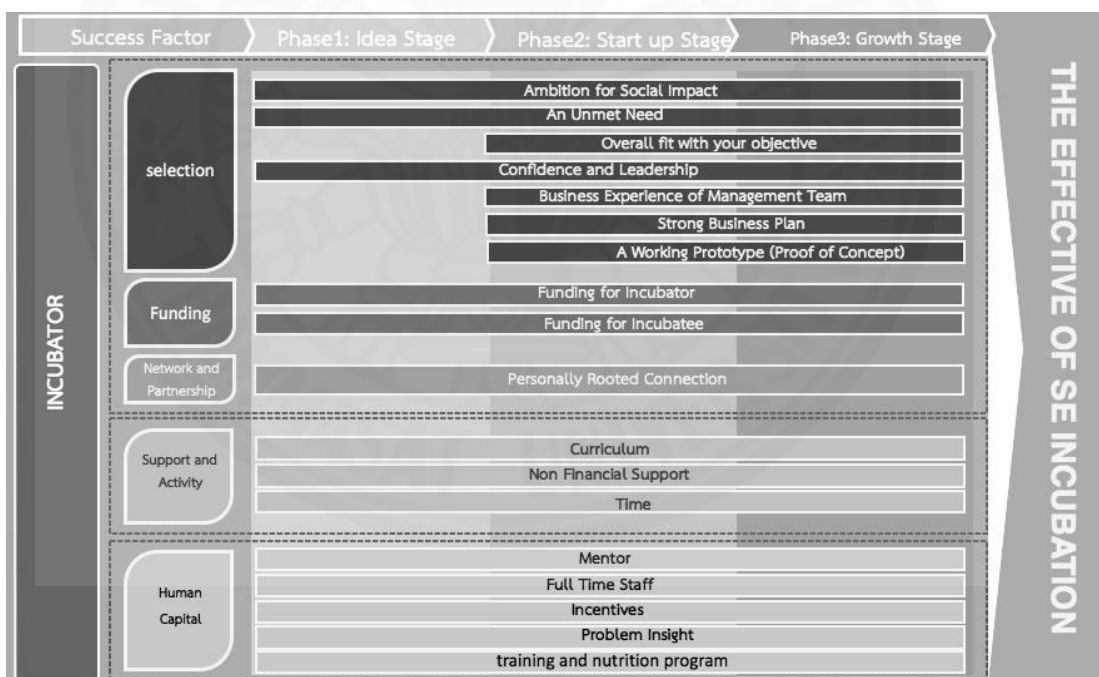 Success Factor
Phase1: Idea Stage
Phase2: Start up Stage
Phase3: Growth Stage
INCUBATOR
selection
Ambition for Social Impact
An Unmet Need
Overall fit with your objective
Confidence and Leadership
Business Experience of Management Team
Strong Business Plan
A Working Prototype (Proof of Concept)
Funding
Funding for Incubator
Funding for Incubatee
Network and
Partnership
Personally Rooted Connection
Support and
Activity
Curriculum
Non Financial Support
Time
Human
Capital
Mentor
Full Time Staff
Incentives
Problem Insight
training and nutrition program
THE EFFECTIVE OF SE INCUBATION